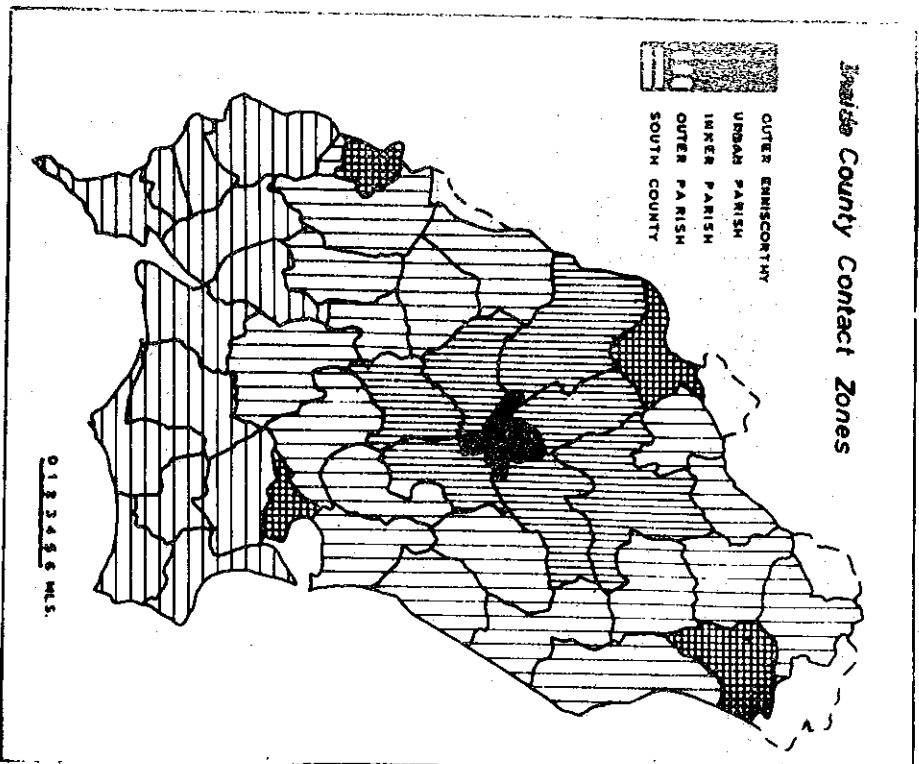 Inside County Contact Zones
OUTER ENNISCORTHY
URBAN PARISH
INNER PARISH
OUTER PARISH
SOUTH COUNTY
0 1 2 3 4 5 6 MLS.